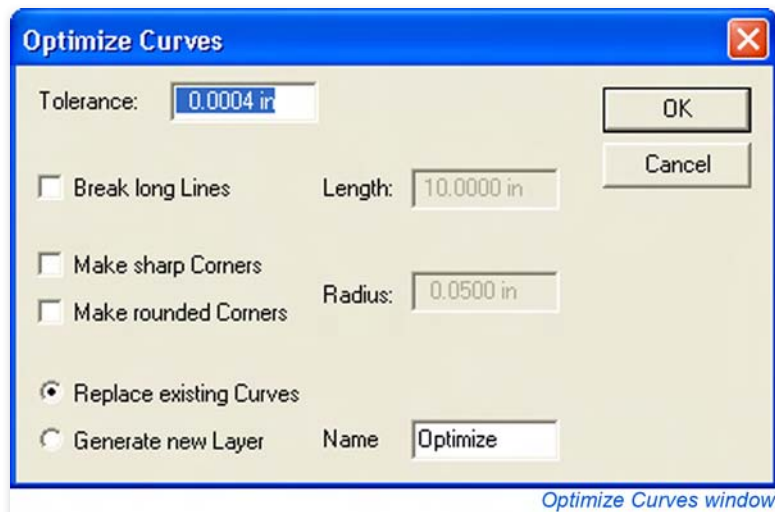 Optimize Curves
Tolerance: 0.0004 in
OK
Cancel
Break long Lines
Length: 10.0000 in
Make sharp Corners
Make rounded Corners
Radius: 0.0500 in
Replace existing Curves
Generate new Layer
Name Optimize
Optimize Curves window